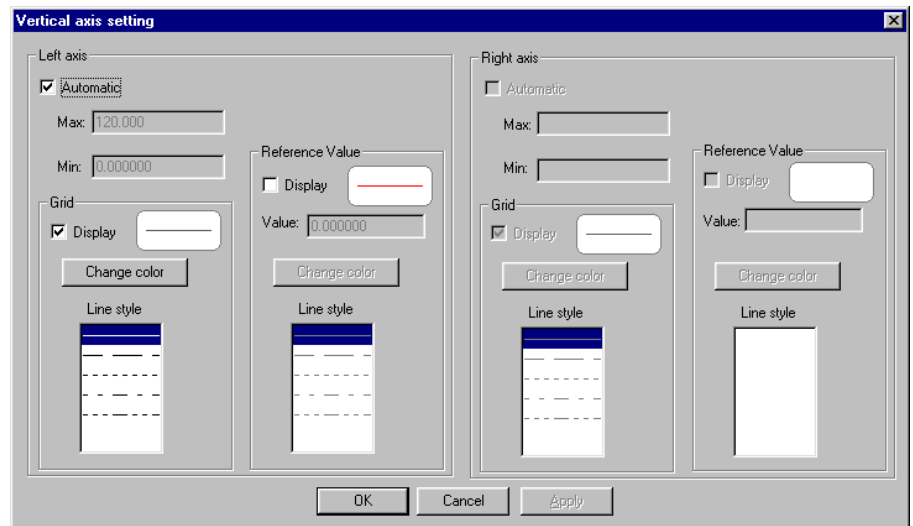 Vertical axis setting
Left axis
Automatic
Max: 120.000
Min: 0.000000
Grid
Display
Change color
Line style
Reference Value
Display
Value: 0.000000
Change color
Line style
Right axis
Automatic
Max:
Min:
Grid
Display
Change color
Line style
Reference Value
Display
Value:
Change color
Line style
OK
Cancel
Apply